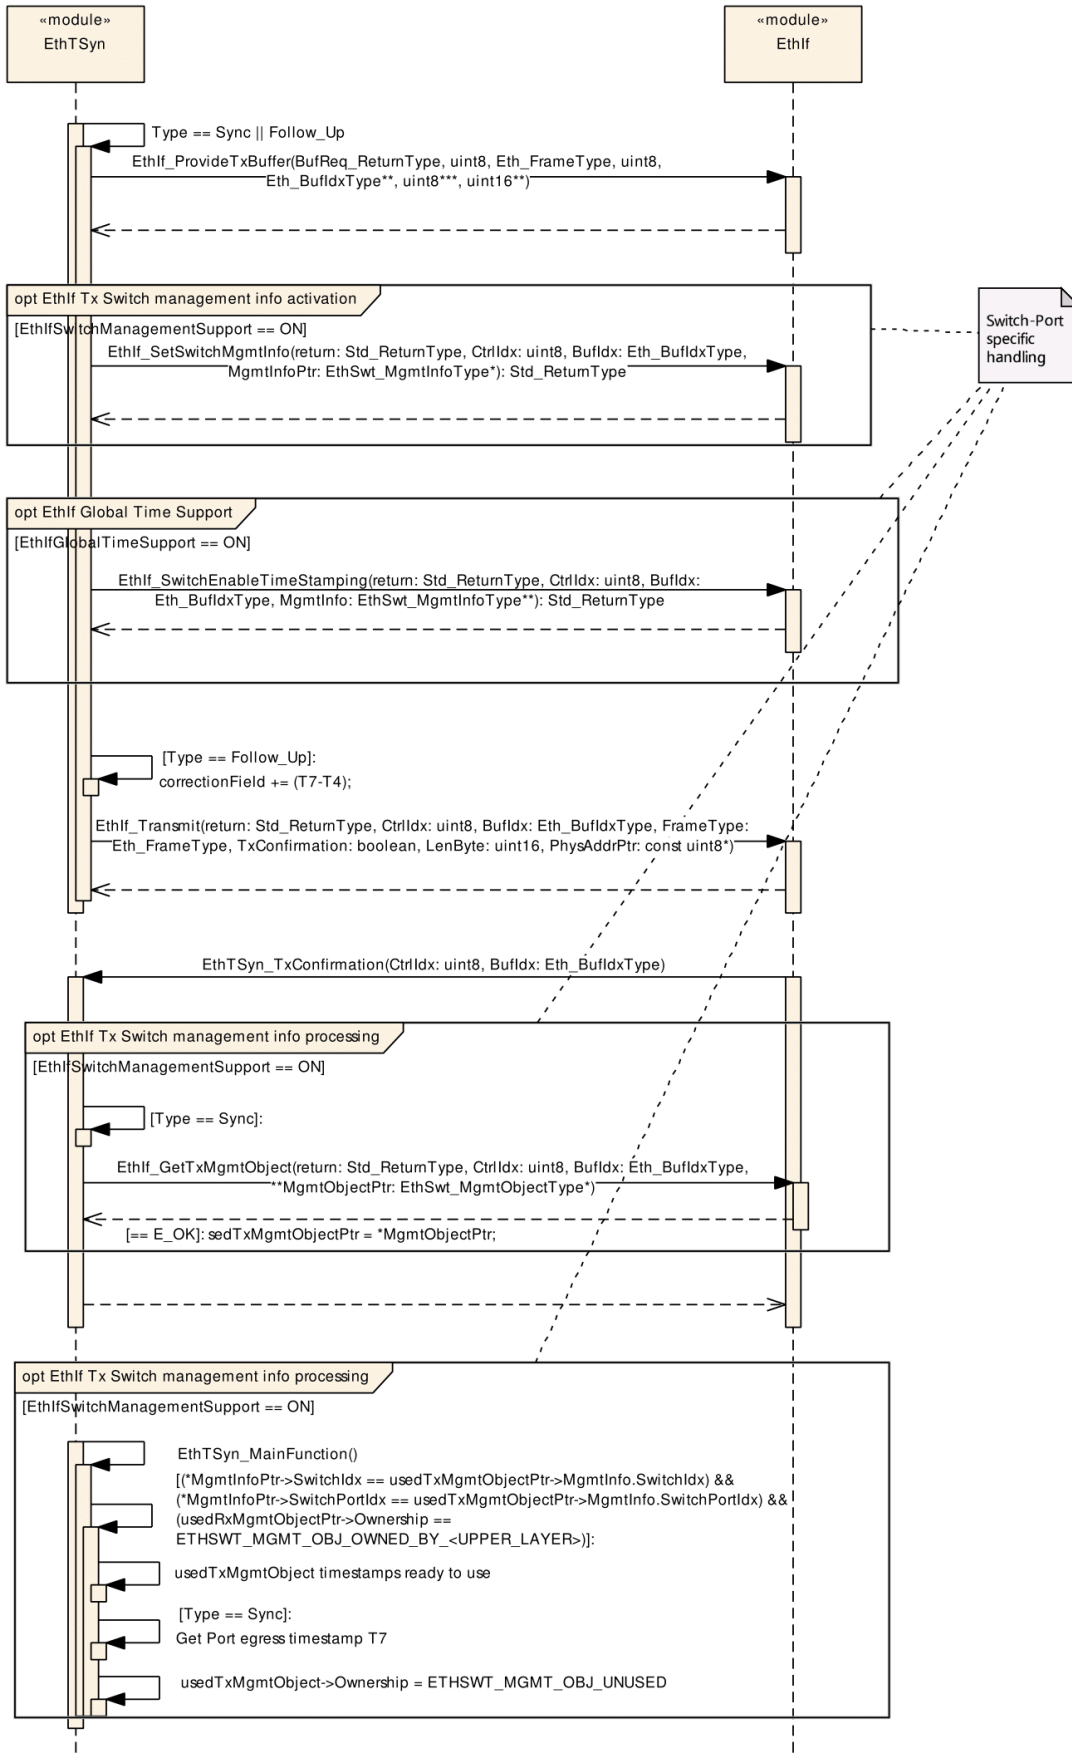 «module»
EthTSyn
«module»
EthIf
Type == Sync || Follow_Up
EthIf_ProvideTxBuffer(BufReq_ReturnType, uint8, Eth_FrameType, uint8,
Eth_BufIdxType**, uint8***, uint16**)
opt EthIf Tx Switch management info activation
[EthIfSwitchManagementSupport == ON]
EthIf_SetSwitchMgmtInfo(return: Std_ReturnType, CtrlIdx: uint8, BufIdx: Eth_BufIdxType,
MgmtInfoPtr: EthSwt_MgmtInfoType*): Std_ReturnType
Switch-Port
specific
handling
opt EthIf Global Time Support
[EthIfGlobalTimeSupport == ON]
EthIf_SwitchEnableTimeStamping(return: Std_ReturnType, CtrlIdx: uint8, BufIdx:
Eth_BufIdxType, MgmtInfo: EthSwt_MgmtInfoType**): Std_ReturnType
[Type == Follow_Up]:
correctionField += (T7-T4);
EthIf_Transmit(return: Std_ReturnType, CtrlIdx: uint8, BufIdx: Eth_BufIdxType, FrameType:
Eth_FrameType, TxConfirmation: boolean, LenByte: uint16, PhysAddrPtr: const uint8*)
EthTSyn_TxConfirmation(CtrlIdx: uint8, BufIdx: Eth_BufIdxType)
opt EthIf Tx Switch management info processing
[EthIfSwitchManagementSupport == ON]
[Type == Sync]:
EthIf_GetTxMgmtObject(return: Std_ReturnType, CtrlIdx: uint8, BufIdx: Eth_BufIdxType,
**MgmtObjectPtr: EthSwt_MgmtObjectType*)
[== E_OK]: sedTxMgmtObjectPtr = *MgmtObjectPtr;
opt EthIf Tx Switch management info processing
[EthIfSwitchManagementSupport == ON]
EthTSyn_MainFunction()
[(*MgmtInfoPtr->SwitchIdx == usedTxMgmtObjectPtr->MgmtInfo.SwitchIdx) &&
(*MgmtInfoPtr->SwitchPortIdx == usedTxMgmtObjectPtr->MgmtInfo.SwitchPortIdx) &&
(usedRxMgmtObjectPtr->Ownership ==
ETHSWT_MGMT_OBJ_OWNED_BY_<UPPER_LAYER>)]:
usedTxMgmtObject timestamps ready to use
[Type == Sync]:
Get Port egress timestamp T7
usedTxMgmtObject->Ownership = ETHSWT_MGMT_OBJ_UNUSED